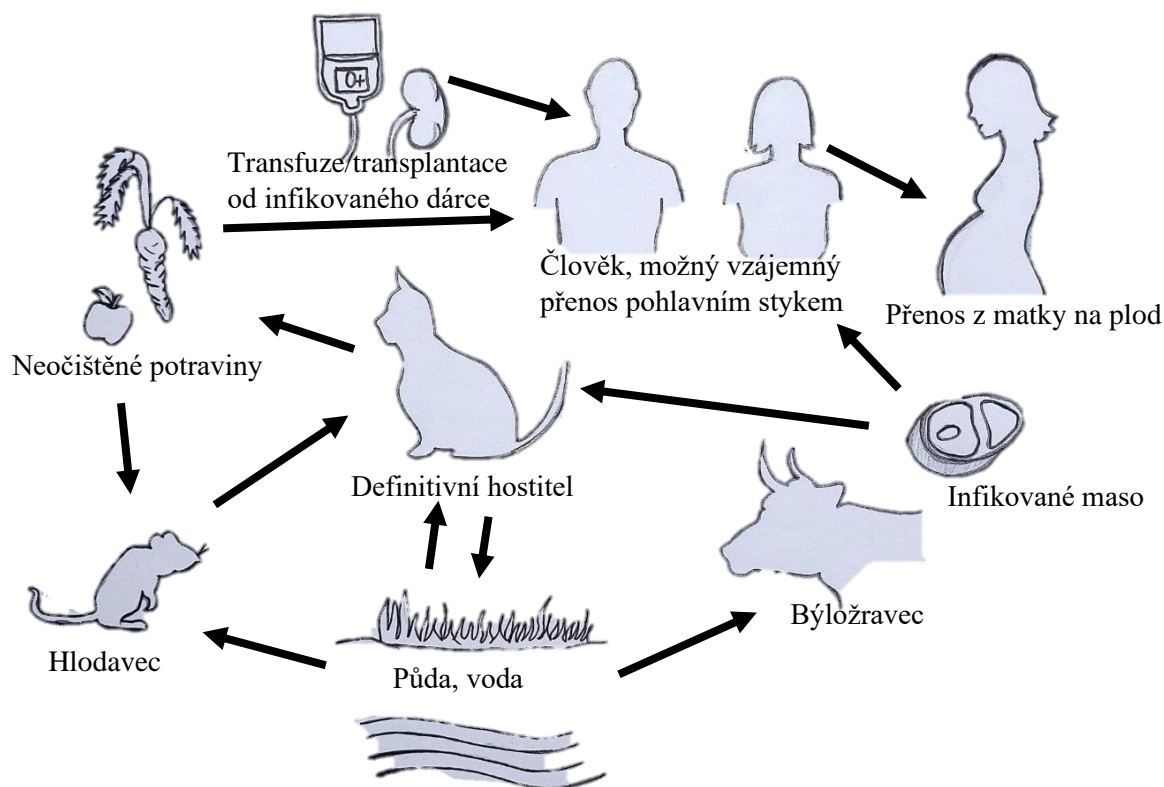 O+
Transfuze/transplantace
od infikovaného dárce
Člověk, možný vzájemný
přenos pohlavním stykem
Přenos z matky na plod
Neočištěné potraviny
Definitivní hostitel
Infikované maso
Býložravec
Hlodavec
Půda, voda